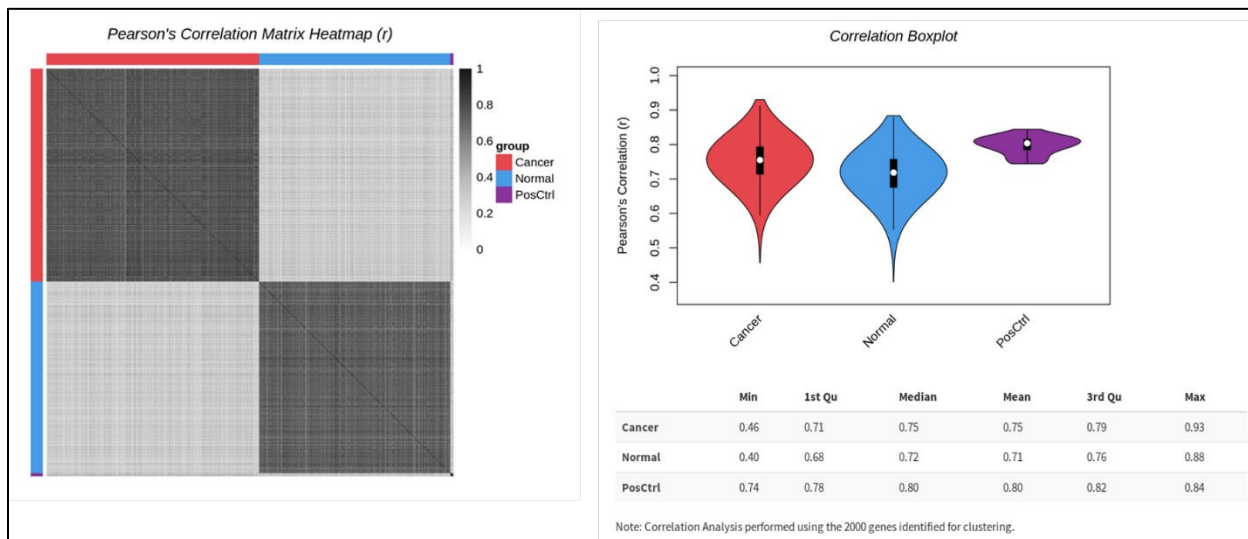 Pearson's Correlation Matrix Heatmap (r)
1
0.8
0.6
0.4
0.2
0
group
Cancer
Normal
PosCtrl
Correlation Boxplot
Pearson's Correlation (r)
1.0
0.9
0.8
0.7
0.6
0.5
0.4
Cancer
Normal
PosCtrl
Min 1st Qu Median Mean 3rd Qu Max
Cancer 0.46 0.71 0.75 0.75 0.79 0.93
Normal 0.40 0.68 0.72 0.71 0.76 0.88
PosCtrl 0.74 0.78 0.80 0.80 0.82 0.84
Note: Correlation Analysis performed using the 2000 genes identified for clustering.